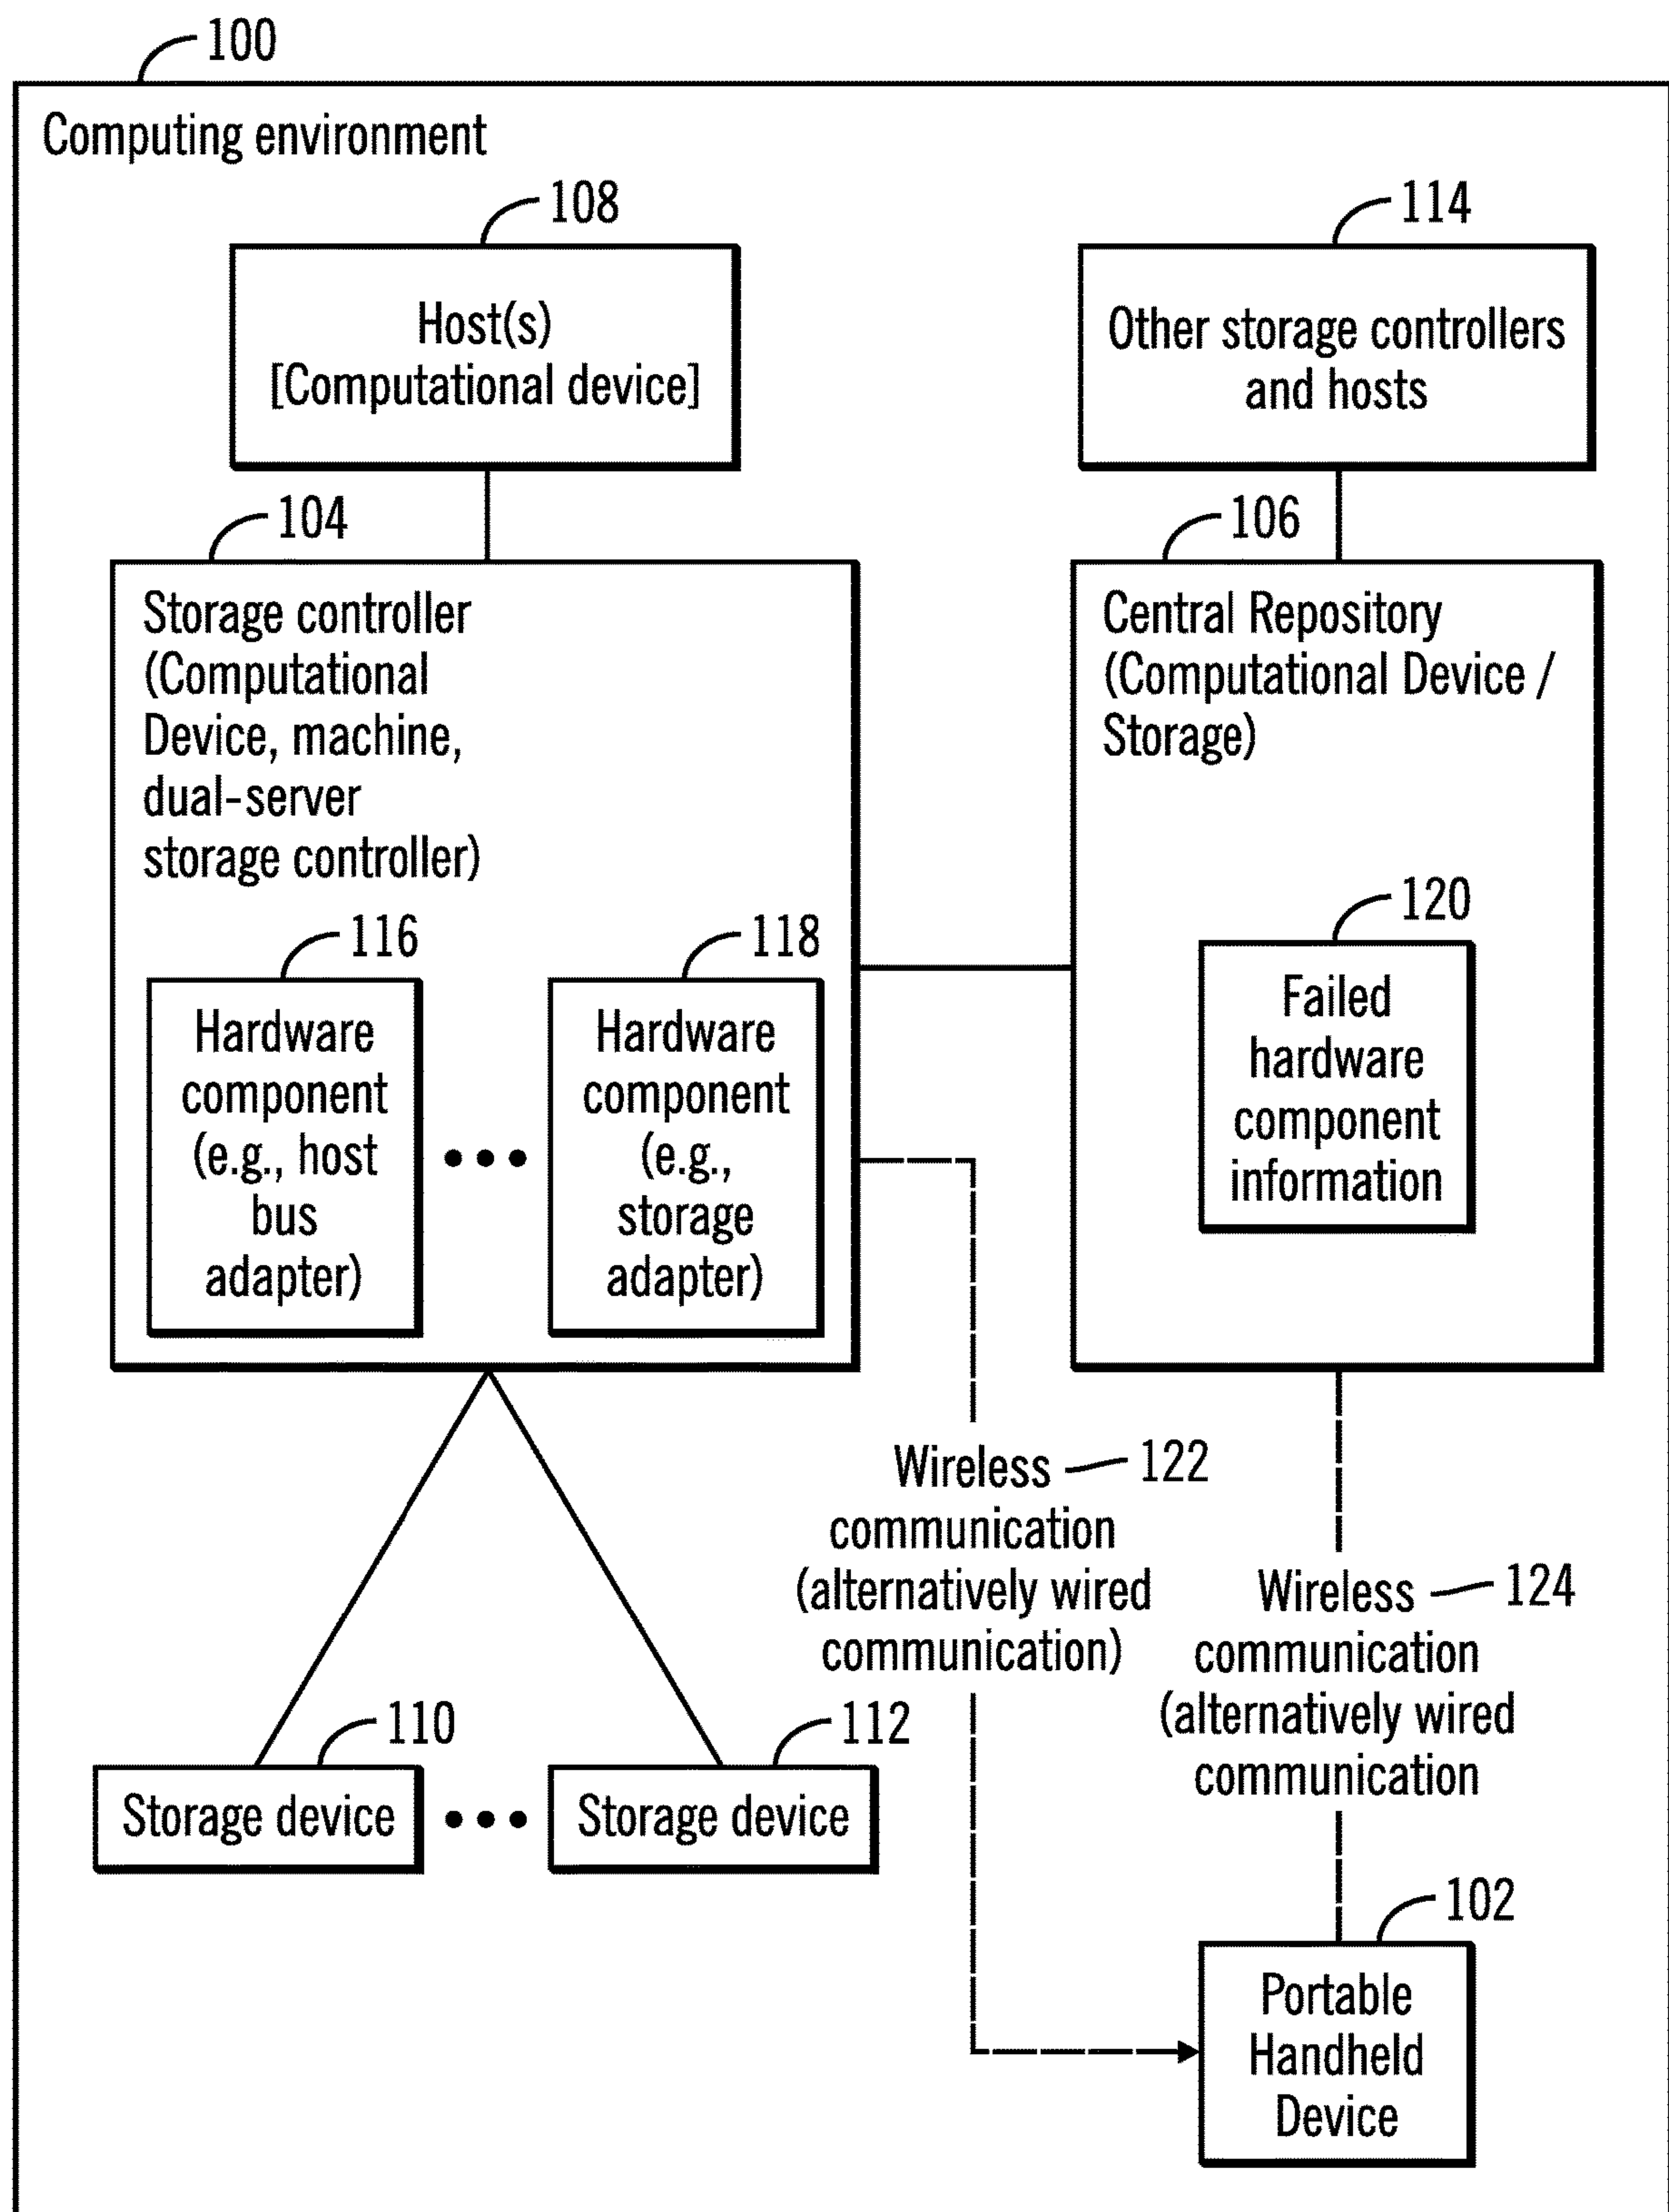 100
Computing environment
108
Host(s)
[Computational device]
114
Other storage controllers
and hosts
104
Storage controller
(Computational
Device, machine,
dual-server
storage controller)
116
Hardware
component
(e.g., host
bus
adapter)
118
Hardware
component
(e.g.,
storage
adapter)
106
Central Repository
(Computational Device /
Storage)
120
Failed
hardware
component
information
Wireless 122
communication
(alternatively wired
communication)
Wireless 124
communication
(alternatively wired
communication
110
Storage device
112
Storage device
102
Portable
Handheld
Device